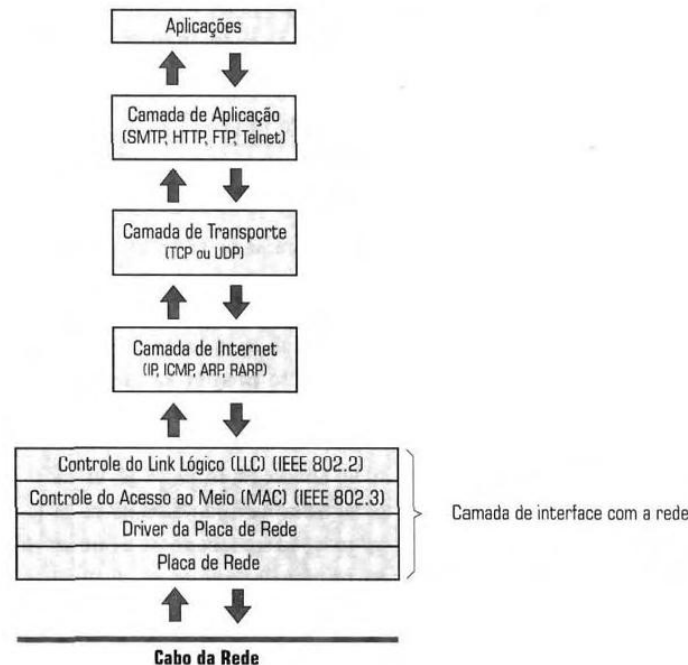 Aplicações
Camada de Aplicação
(SMTP, HTTP, FTP, Telnet)
Camada de Transporte
(TCP ou UDP)
Camada de Internet
(IP, ICMP, ARP, RARP)
Controle do Link Lógico (LLC) (IEEE 802.2)
Controle do Acesso ao Meio (MAC) (IEEE 802.3)
Camada de interface com a rede
Driver da Placa de Rede
Placa de Rede
Cabo da Rede